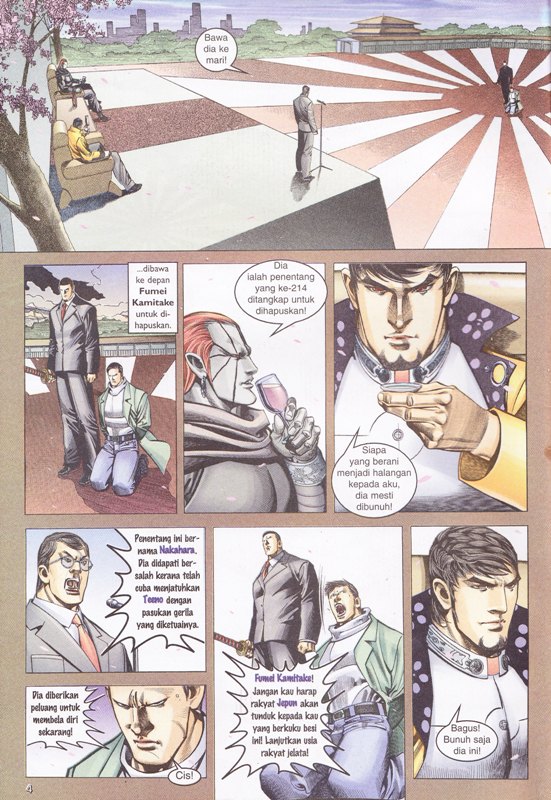 Bawa
dia ke
mari!
...dibawa
ke depan
Fumei
Kamitake
untuk di-
hapuskan.
Dia
ialah penentang
yang ke-214
ditangkap untuk
dihapuskan!
Siapa
yang berani
menjadi halangan
kepada aku,
dia mesti
dibunuh!
Penentang ini ber-
nama Nakahara.
Dia didapati ber-
salah kerana telah
cuba menjatuhkan
Teeno dengan
pasukan gerila
yang diketuainya.
Dia diberikan
peluang untuk
membela diri
sekarang!
Cis!
Fumei Kamitake!
Jangan kau harap
rakyat Jepun akan
tunduk kepada kau
yang berkuku besi
ini! Lanjutkan usia
rakyat jelata!
Bagus!
Bunuh saja
dia ini!
4